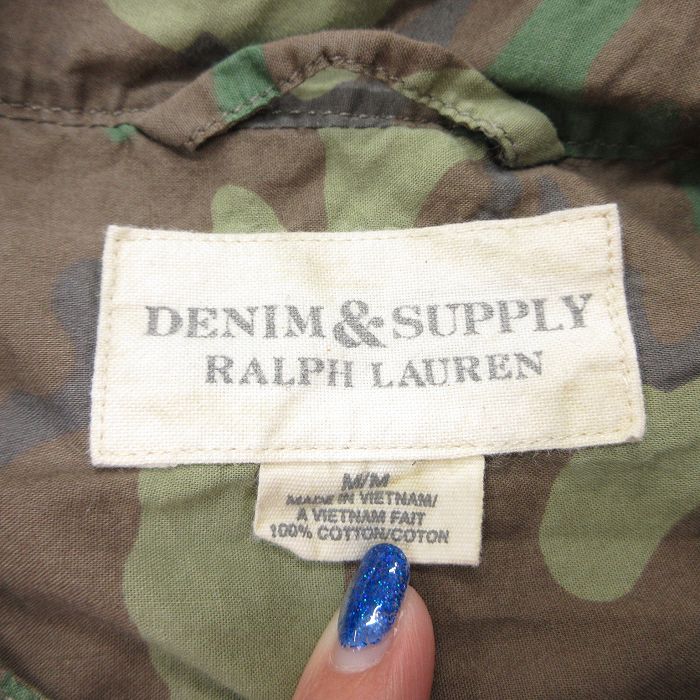 DENIM & SUPPLY
RALPH LAUREN
M/M
MADE IN VIETNAM/
A VIETNAM FAIT
100% COTTON/COTON